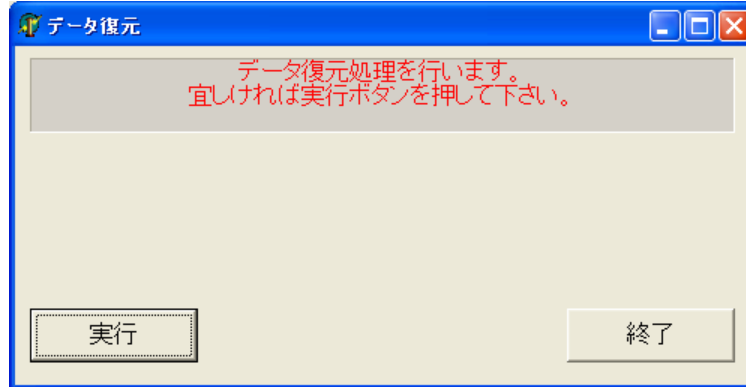 データ復元
データ復元処理を行います。
宜しければ実行ボタンを押して下さい。
実行
終了